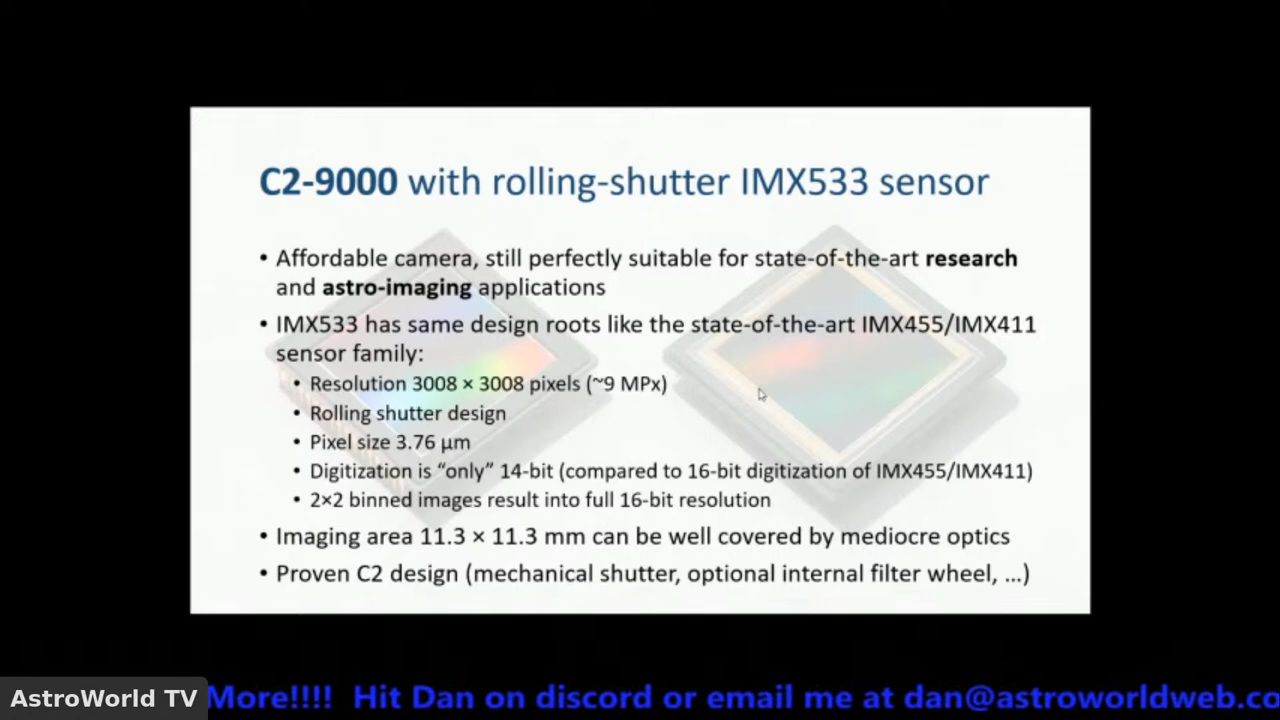 C2-9000 with rolling-shutter IMX533 sensor
• Affordable camera, still perfectly suitable for state-of-the-art research
and astro-imaging applications
• IMX533 has same design roots like the state-of-the-art IMX455/IMX411
sensor family:
• Resolution 3008 × 3008 pixels (~9 MPx)
• Rolling shutter design
• Pixel size 3.76 μm
• Digitization is “only” 14-bit (compared to 16-bit digitization of IMX455/IMX411)
• 2×2 binned images result into full 16-bit resolution
• Imaging area 11.3 × 11.3 mm can be well covered by mediocre optics
• Proven C2 design (mechanical shutter, optional internal filter wheel, …)
AstroWorld TV
More!!!! Hit Dan on discord or email me at dan@astroworldweb.co